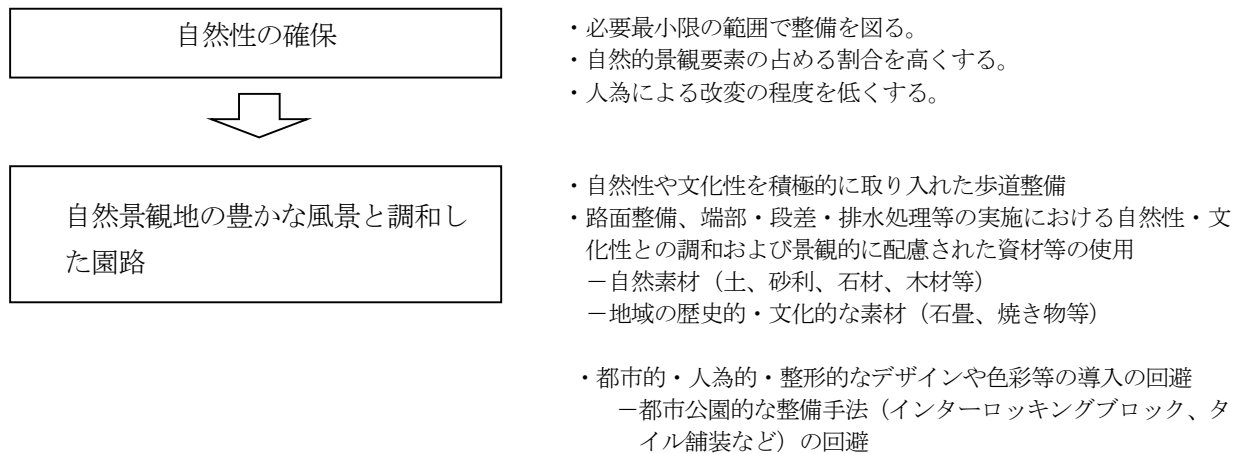 自然性の確保
・必要最小限の範囲で整備を図る。
・自然的景観要素の占める割合を高くする。
・人為による改変の程度を低くする。
自然景観地の豊かな風景と調和し
た園路
・自然性や文化性を積極的に取り入れた歩道整備
・路面整備、端部・段差・排水処理等の実施における自然性・文
化性との調和および景観的に配慮された資材等の使用
－自然素材（土、砂利、石材、木材等）
－地域の歴史的・文化的な素材（石畳、焼き物等）
・都市的・人為的・整形的なデザインや色彩等の導入の回避
－都市公園的な整備手法（インターロッキングブロック、タ
イル舗装など）の回避